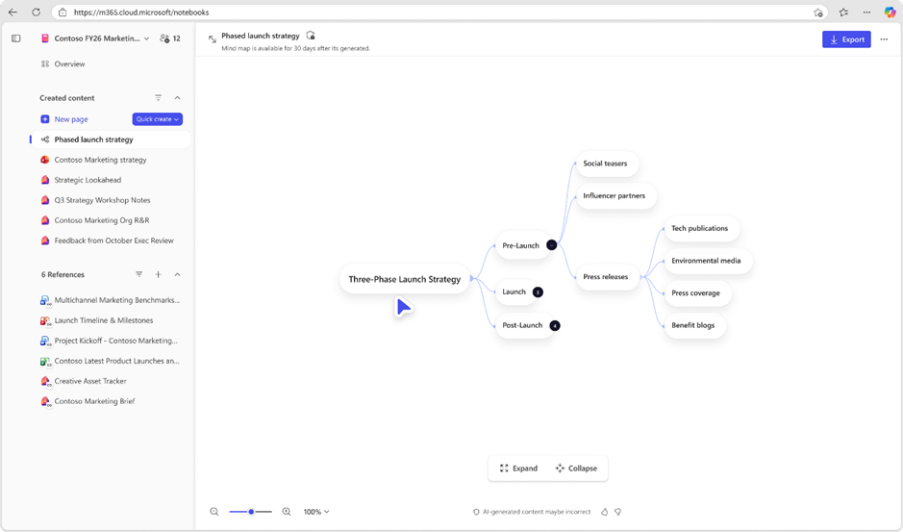 https://m365.cloud.microsoft/notebooks
Contoso FY26 Marketin...
12
Overview
Created content
New page
Quick create
Phased launch strategy
Contoso Marketing strategy
Strategic Lookahead
Q3 Strategy Workshop Notes
Contoso Marketing Org R&R
Feedback from October Exec Review
6 References
Multichannel Marketing Benchmarks...
Launch Timeline & Milestones
Project Kickoff - Contoso Marketing...
Contoso Latest Product Launches an...
Creative Asset Tracker
Contoso Marketing Brief
Phased launch strategy
Mind map is available for 30 days after its generated.
Export
Three-Phase Launch Strategy
Pre-Launch
Launch
Post-Launch
4
Social teasers
Influencer partners
Press releases
Tech publications
Environmental media
Press coverage
Benefit blogs
Expand
Collapse
100%
AI-generated content maybe incorrect